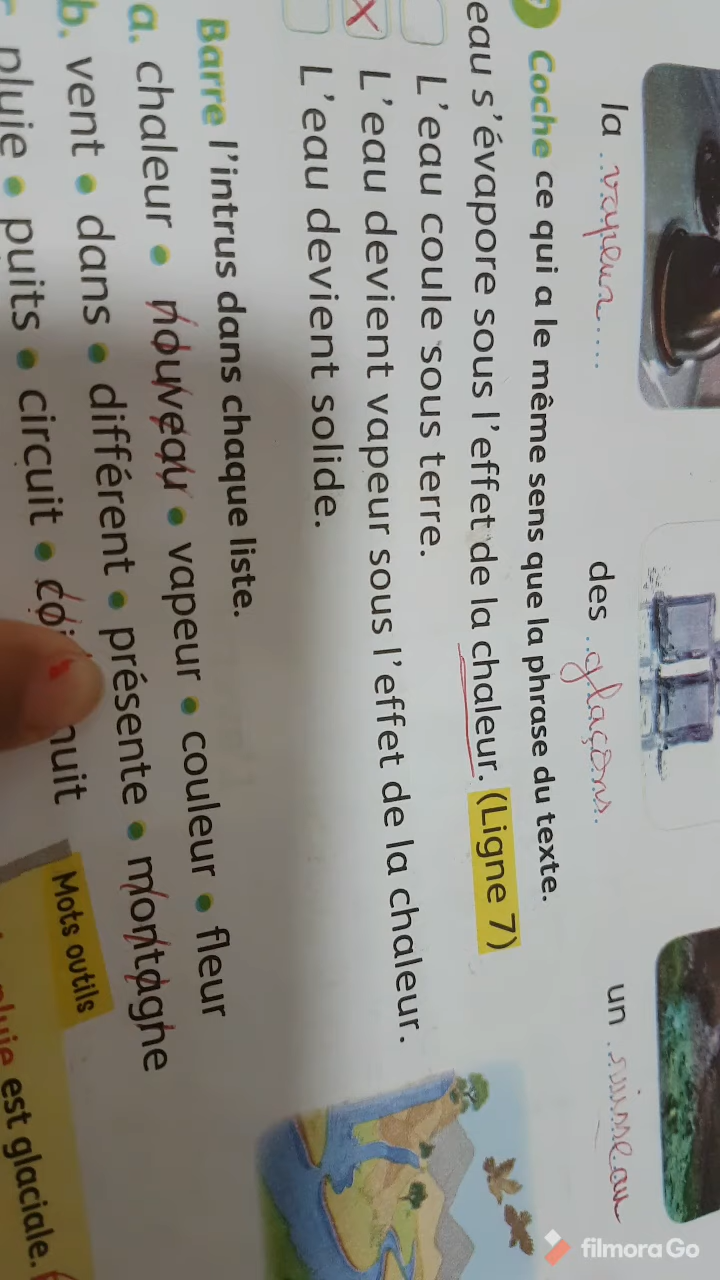 la ..vapeur....
des ..glaçons.
un ..ruisseau
Coche ce qui a le même sens que la phrase du texte.
eau s'évapore sous l'effet de la chaleur. (Ligne 7)
L'eau coule sous terre.
L'eau devient vapeur sous l'effet de la chaleur.
L'eau devient solide.
Barre l'intrus dans chaque liste.
a. chaleur • nouveau • vapeur • couleur • fleur
b. vent • dans • différent • présente • montagne
pluie • puits • circuit • nuit
Mots outils
pluie est glaciale.
filmora Go